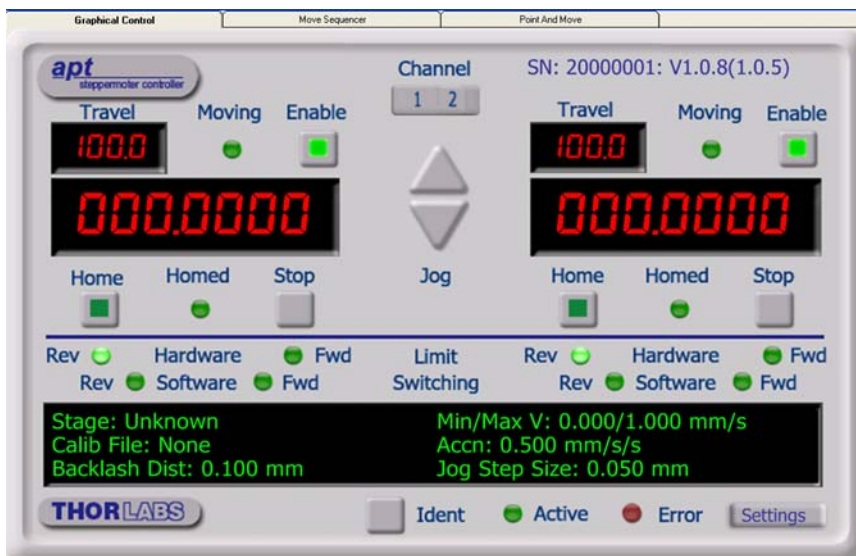 Graphical Control Move Sequencer Point And Move
apt
steppermotor controller
Channel
1 2
SN: 20000001: V1.0.8(1.0.5)
Travel Moving Enable Travel Moving Enable
100.0 100.0
000.0000 000.0000
Home Homed Stop Jog Home Homed Stop
Rev Hardware Fwd Limit Rev Hardware Fwd
Rev Software Fwd Switching Rev Software Fwd
Stage: Unknown Min/Max V: 0.000/1.000 mm/s
Calib File: None Accn: 0.500 mm/s/s
Backlash Dist: 0.100 mm Jog Step Size: 0.050 mm
THORLABS Ident Active Error Settings